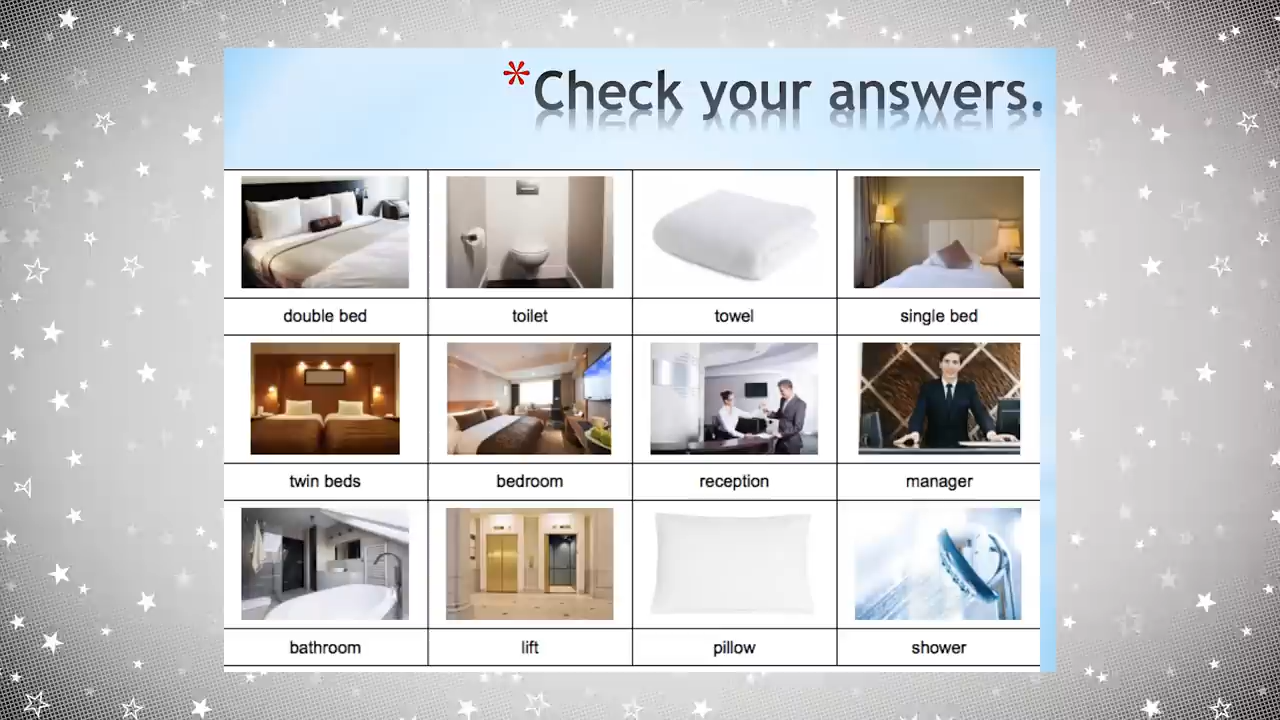 *Check your answers.
double bed
toilet
towel
single bed
twin beds
bedroom
reception
manager
bathroom
lift
pillow
shower